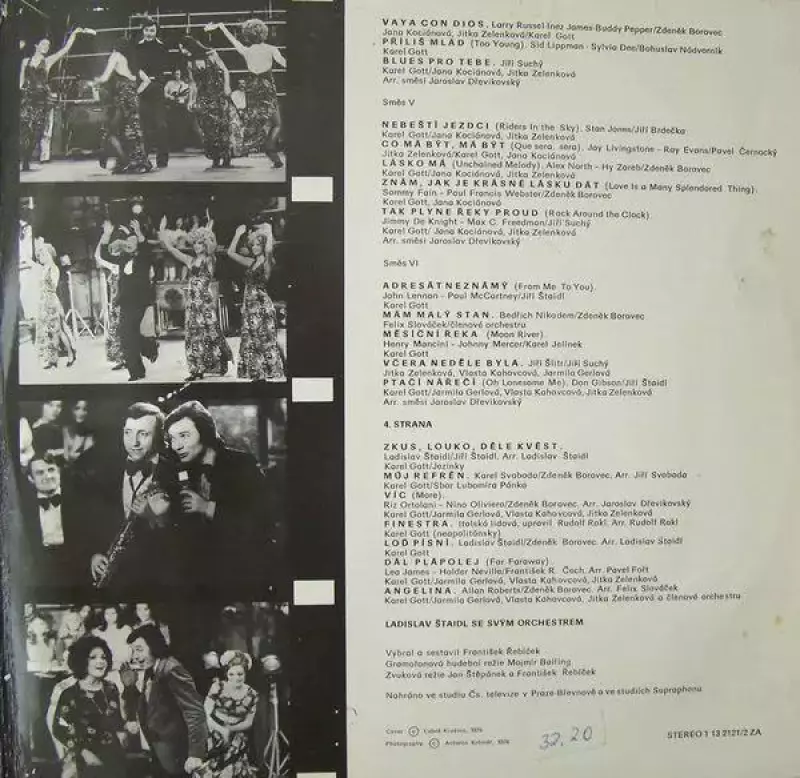 VAYA CON DIOS. Larry Russel-Inez James-Buddy Pepper/Zdeněk Borovec
Jana Kociánová, Jitka Zelenková/Karel Gott
PŘÍLIŠ MLÁD (Too Young). Sid Lippman - Sylvia Dee/Bohuslav Nádvorník
Karel Gott
BLUES PRO TEBE. Jiří Suchý
Karel Gott/Jana Kociánová, Jitka Zelenková
Arr. směsi Jaroslav Dřevikovský
Směs V
NEBEŠTÍ JEZDCI (Riders In the Sky). Stan Jones/Jiří Brdečka
Karel Gott/Jana Kociánová, Jitka Zelenková
CO MÁ BÝT, MÁ BÝT (Que sera, sera). Jay Livingstone - Ray Evans/Pavel Černocký
Jitka Zelenková/Karel Gott, Jana Kociánová
LÁSKO MÁ (Unchained Melody). Alex North - Hy Zareb/Zdeněk Borovec
Karel Gott/Jana Kociánová, Jitka Zelenková
ZNÁM, JAK JE KRÁSNÉ LÁSKU DÁT (Love Is a Many Splendored Thing).
Sammy Fain - Paul Francis Webster/Zdeněk Borovec
Karel Gott, Jana Kociánová
TAK PLYNE ŘEKY PROUD (Rock Around the Clock).
Jimmy De Knight - Max C. Freedman/Jiří Suchý
Karel Gott/ Jana Kociánová, Jitka Zelenková
Arr. směsi Jaroslav Dřevikovský
Směs VI
ADRESÁT NEZNÁMÝ (From Me To You).
John Lennon - Paul McCartney/Jiří Štaidl
Karel Gott
MÁM MALÝ STAN. Bedřich Nikodem/Zdeněk Borovec
Felix Slováček/členové orchestru
MĚSÍČNÍ ŘEKA (Moon River).
Henry Mancini - Johnny Mercer/Karel Jelínek
Karel Gott
VČERA NEDĚLE BYLA. Jiří Šlitr/Jiří Suchý
Jitka Zelenková, Vlasta Kahovcová, Jarmila Gerlová
PTAČÍ NÁŘEČÍ (Oh Lonesome Me). Don Gibson/Jiří Štaidl
Karel Gott/Jarmila Gerlová, Vlasta Kahovcová, Jitka Zelenková
Arr. směsi Jaroslav Dřevikovský
4. STRANA
ZKUS, LOUKO, DÉLE KVÉST.
Ladislav Štaidl/Jiří Štaidl. Arr. Ladislav Štaidl
Karel Gott/Jezinky
MŮJ REFRÉN. Karel Svoboda/Zdeněk Borovec. Arr. Jiří Svoboda
Karel Gott/Sbor Lubomíra Pánka
VÍC (More).
Riz Ortolani - Nino Oliviero/Zdeněk Borovec. Arr. Jaroslav Dřevikovský
Karel Gott/Jarmila Gerlová, Vlasta Kahovcová, Jitka Zelenková
FINESTRA. Italská lidová, upravil Rudolf Rokl. Arr. Rudolf Rokl
Karel Gott (neapolitánsky)
LOĎ PÍSNÍ. Ladislav Štaidl/Zdeněk Borovec. Arr. Ladislav Štaidl
Karel Gott
DÁL PLÁPOLEJ (Far Faraway).
Lea James - Holder Neville/František R. Čech. Arr. Pavel Fořt
Karel Gott/Jarmila Gerlová, Vlasta Kahovcová, Jitka Zelenková
ANGELINA. Allan Roberts/Zdeněk Borovec. Arr. Felix Slováček
Karel Gott/Jarmila Gerlová, Vlasta Kahovcová, Jitka Zelenková a členové orchestru
LADISLAV ŠTAIDL SE SVÝM ORCHESTREM
Vybral a sestavil František Řebíček
Gramofonová hudební režie Mojmír Balling
Zvuková režie Jan Štěpánek a František Řebíček
Nahráno ve studiu Čs. televize v Praze-Břevnově a ve studiích Supraphonu
Cover © 1976
Photography © 1976
32.20
STEREO 1 13 2121/2 ZA